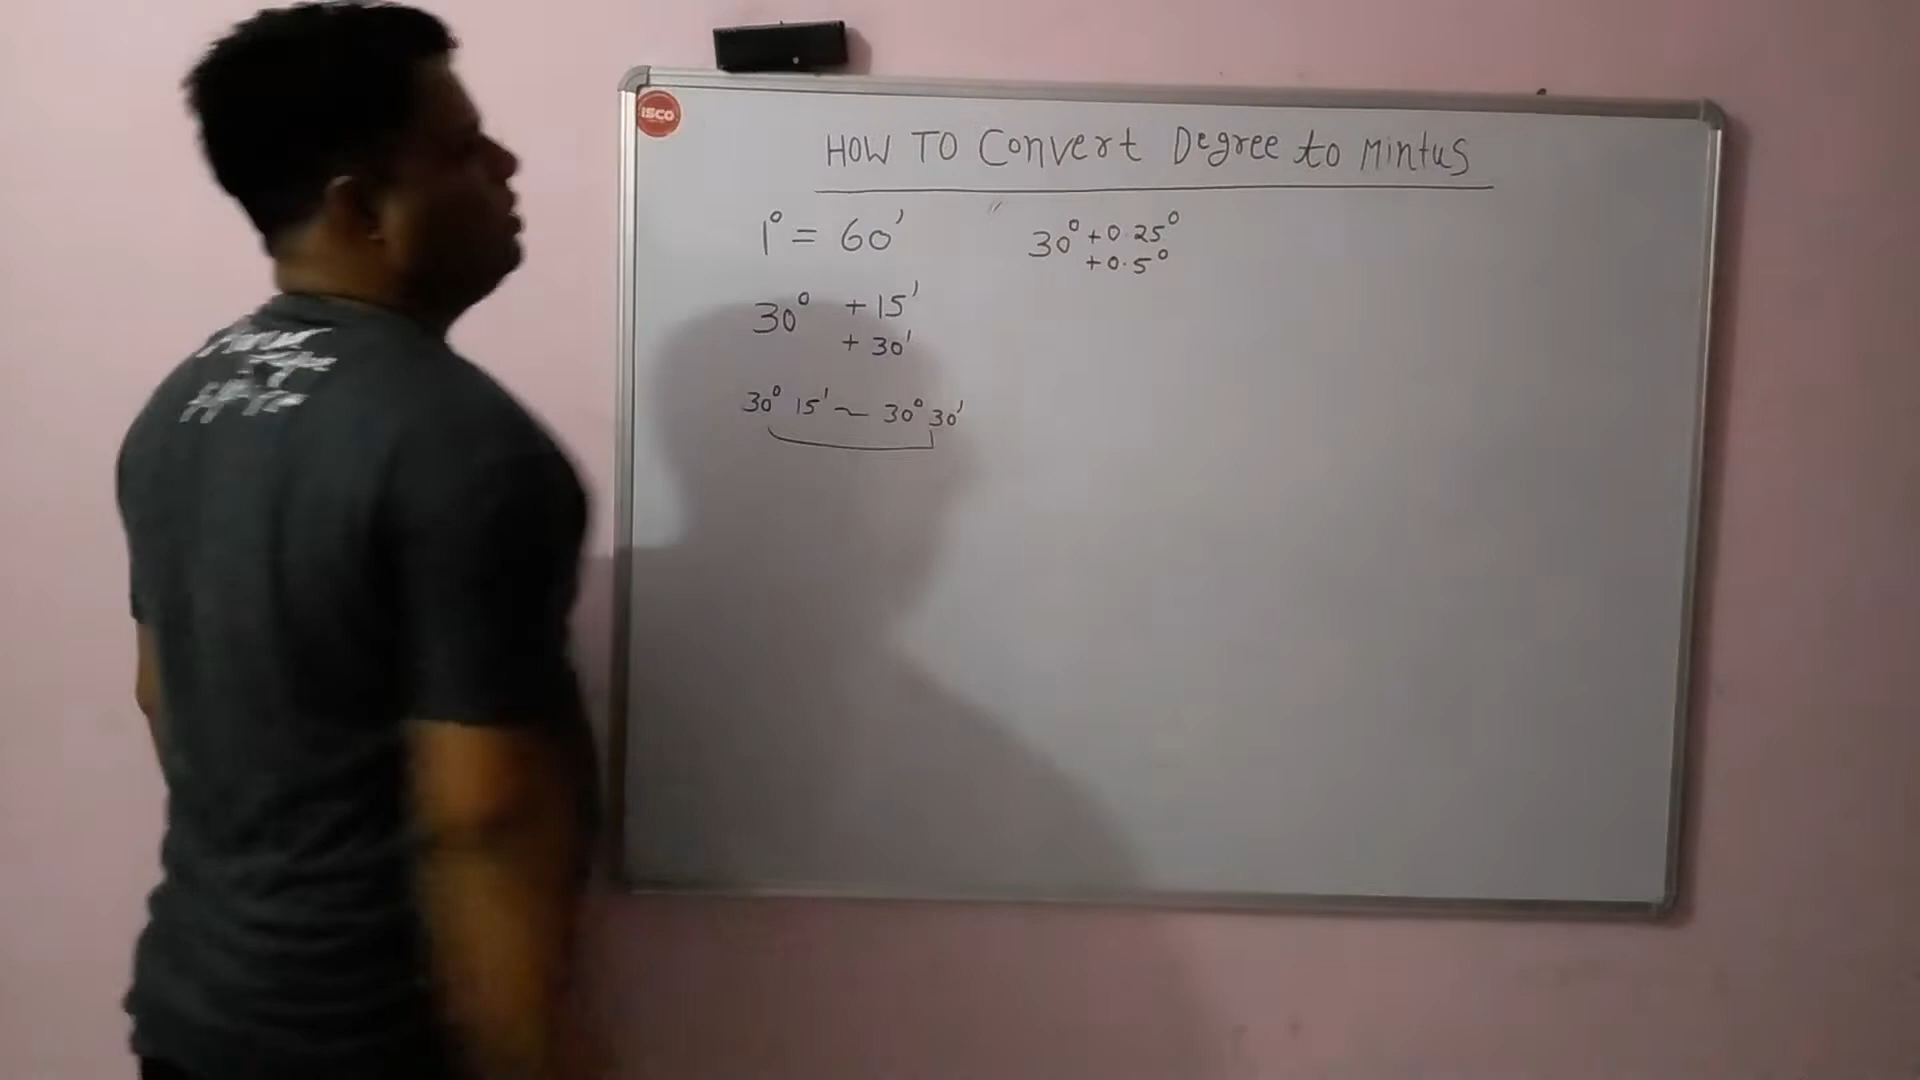 ISCO
HOW TO Convert Degree to Mintus
1° = 60'
30° +15'
+ 30'
30° 15' ~ 30° 30'
30° +0.25°
+0.5°